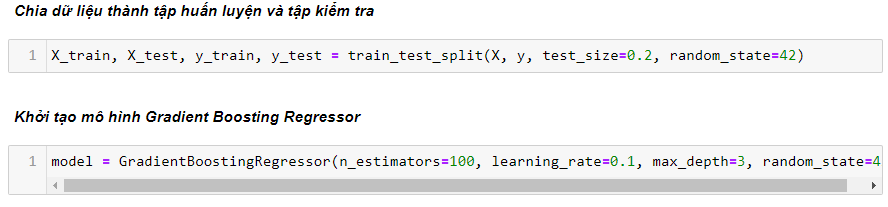 Chia dữ liệu thành tập huấn luyện và tập kiểm tra
1 X_train, X_test, y_train, y_test = train_test_split(X, y, test_size=0.2, random_state=42)
Khởi tạo mô hình Gradient Boosting Regressor
1 model = GradientBoostingRegressor(n_estimators=100, learning_rate=0.1, max_depth=3, random_state=4